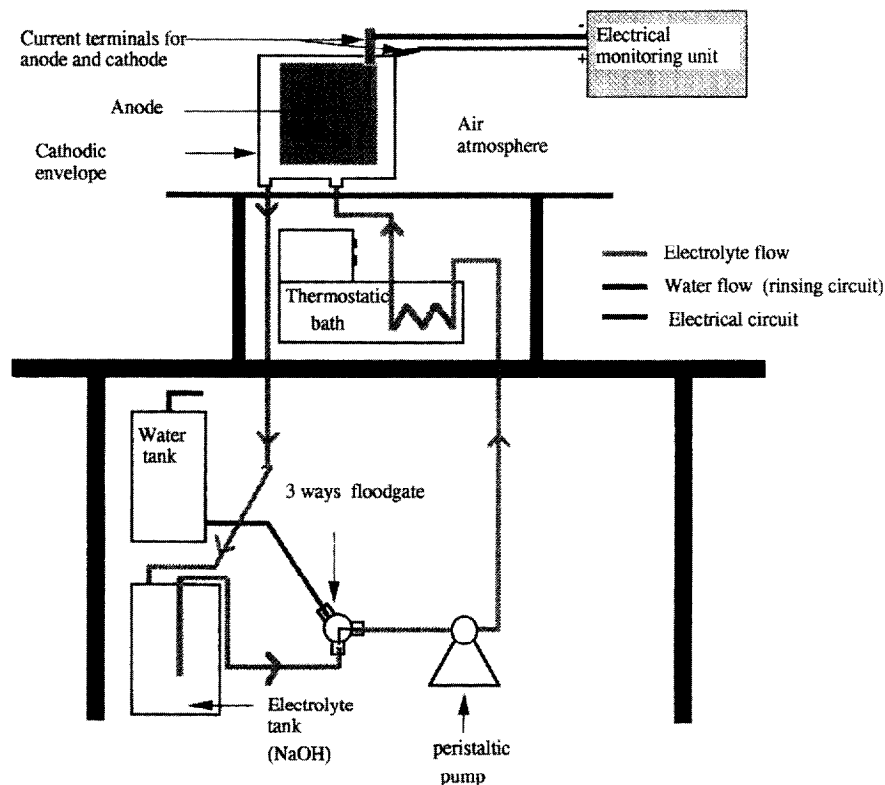 Current terminals for
anode and cathode
-
+
Electrical
monitoring unit
Anode
Air
atmosphere
Cathodic
envelope
Electrolyte flow
Water flow (rinsing circuit)
Electrical circuit
Thermostatic
bath
Water
tank
3 ways floodgate
Electrolyte
tank
(NaOH)
peristaltic
pump